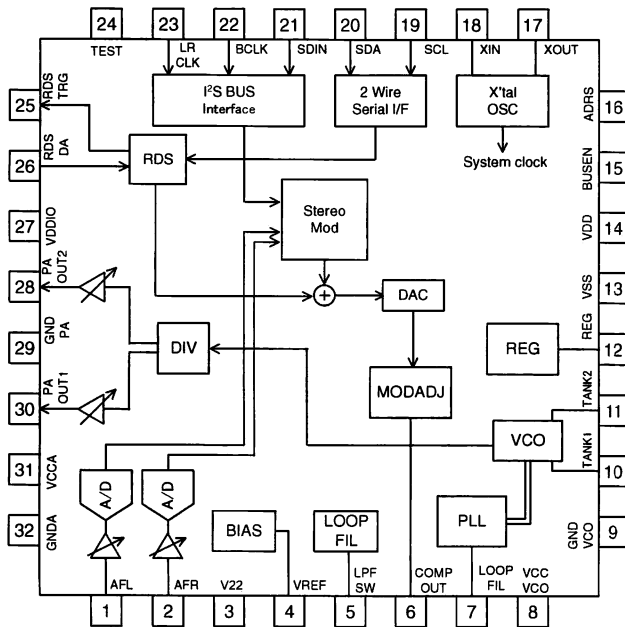 24 23 22 21 20 19 18 17
TEST
LR
CLK
BCLK
SDIN
SDA
SCL
XIN
XOUT
I²S BUS
Interface
2 Wire
Serial I/F
X'tal
OSC
System clock
25
RDS
TRG
26
RDS
DA
RDS
27
VDDIO
28
PA
OUT2
29
GND
PA
30
PA
OUT1
31
VCCA
32
GNDA
Stereo
Mod
+
DAC
DIV
MODADJ
REG
VCO
PLL
A/D
A/D
BIAS
LOOP
FIL
ADRS
16
BUSEN
15
VDD
14
VSS
13
REG
12
TANK2
11
TANK1
10
GND
VCO
9
AFL
AFR
V22
VREF
LPF
SW
COMP
OUT
LOOP
FIL
VCC
VCO
1 2 3 4 5 6 7 8